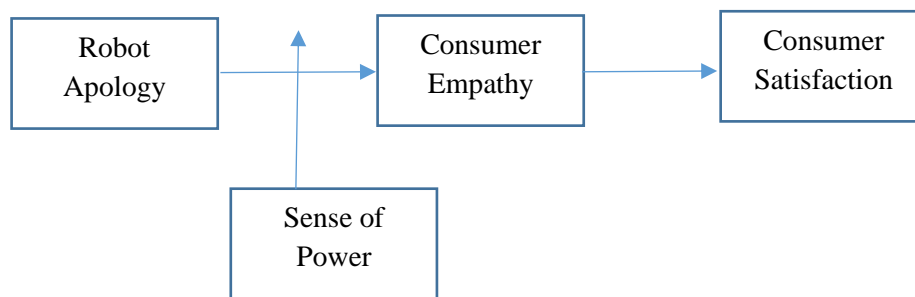 Robot
Apology
Consumer
Empathy
Consumer
Satisfaction
Sense of
Power